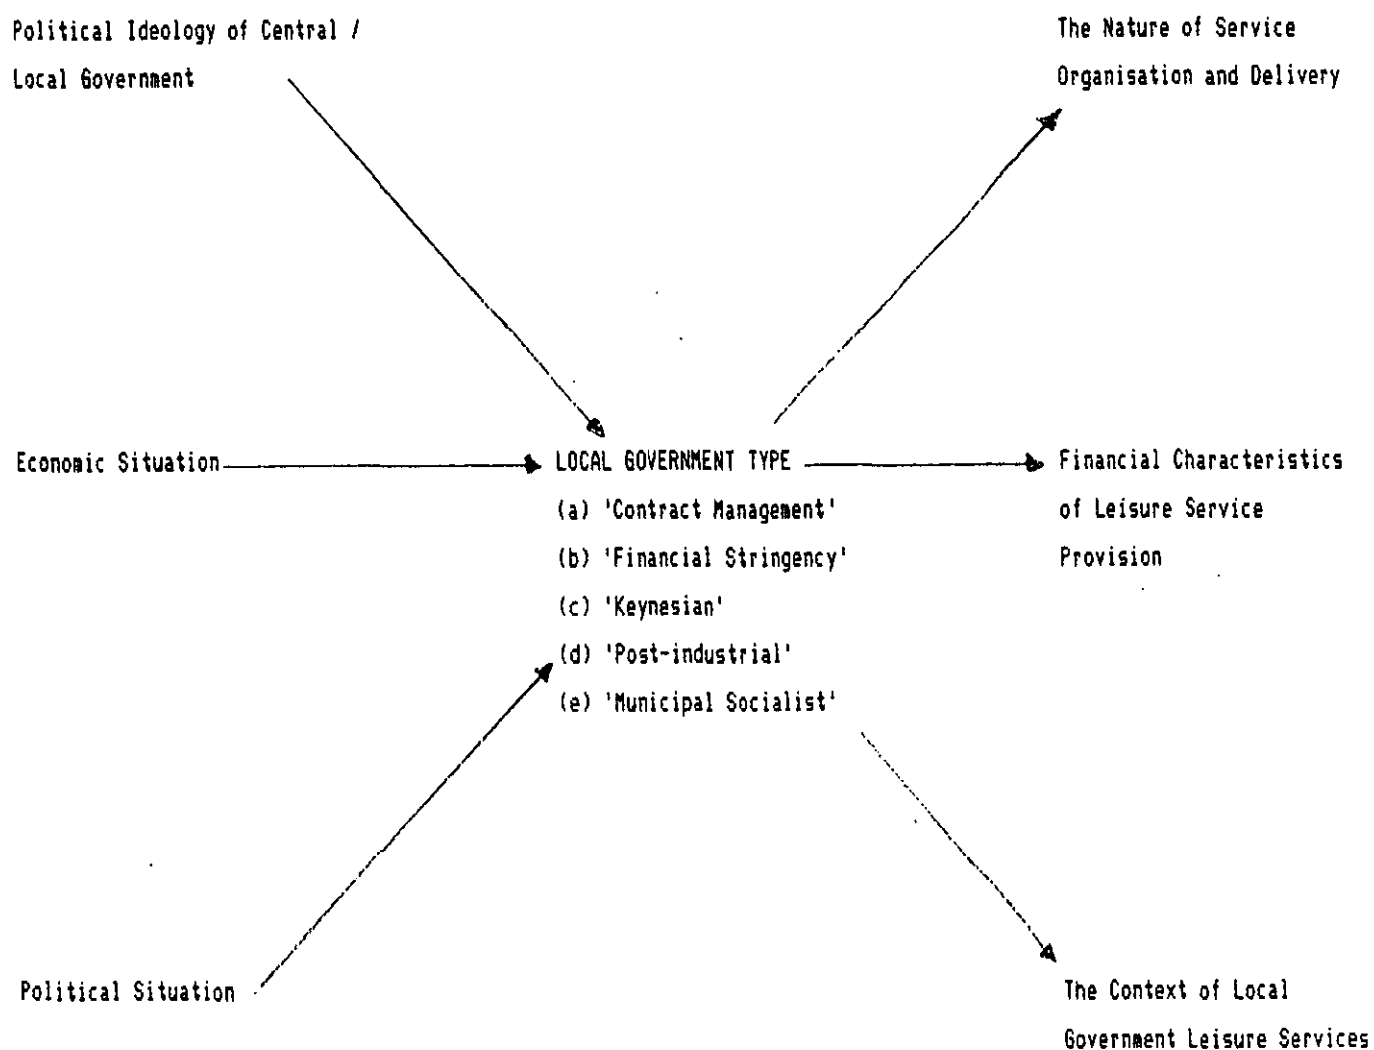 Political Ideology of Central /
Local Government
The Nature of Service
Organisation and Delivery
Economic Situation
LOCAL GOVERNMENT TYPE
(a) 'Contract Management'
(b) 'Financial Stringency'
(c) 'Keynesian'
(d) 'Post-industrial'
(e) 'Municipal Socialist'
Financial Characteristics
of Leisure Service
Provision
Political Situation
The Context of Local
Government Leisure Services